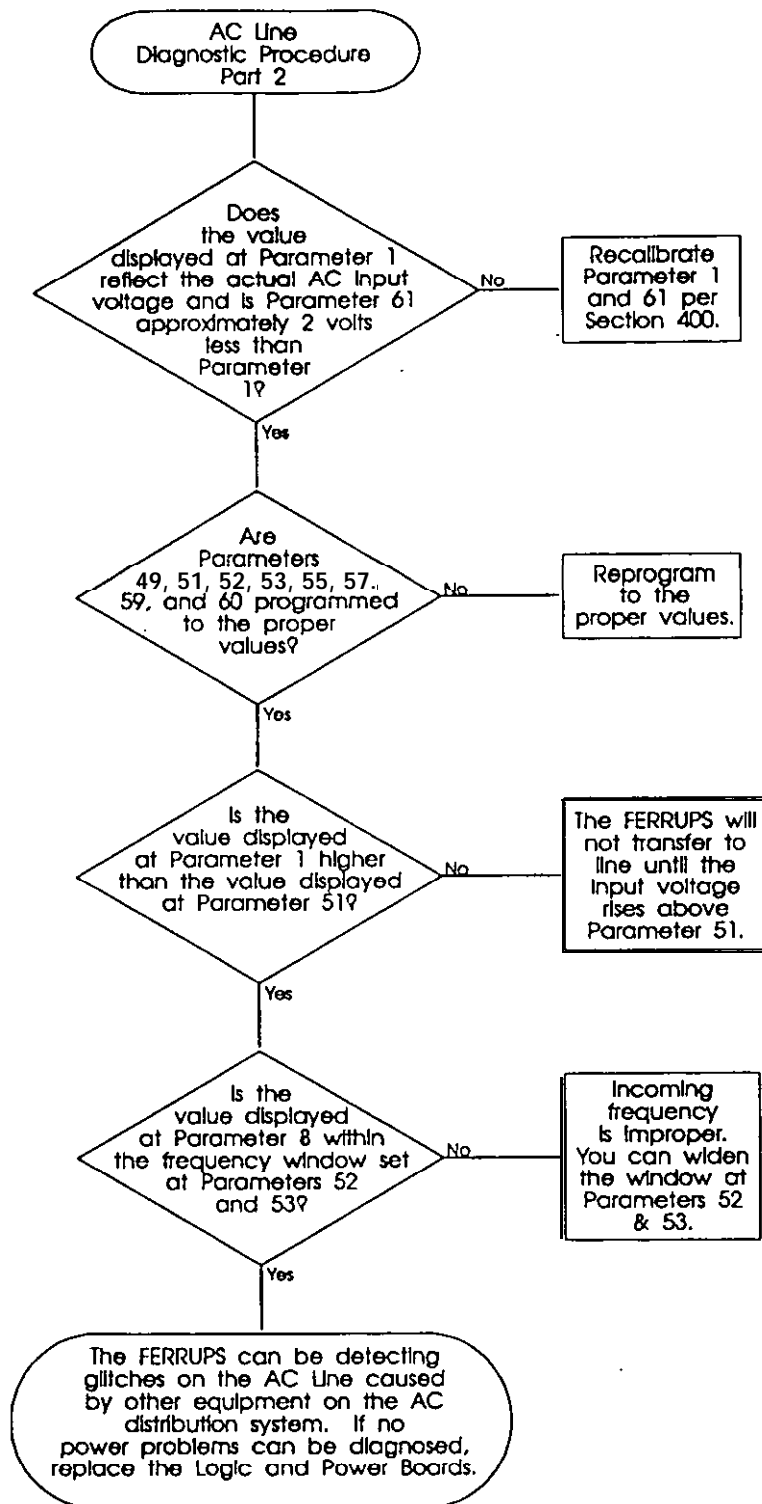 AC Line
Diagnostic Procedure
Part 2
Does
the value
displayed at Parameter 1
reflect the actual AC Input
voltage and is Parameter 61
approximately 2 volts
less than
Parameter
1?
No
Recalibrate
Parameter 1
and 61 per
Section 400.
Yes
Are
Parameters
49, 51, 52, 53, 55, 57.
59, and 60 programmed
to the proper
values?
No
Reprogram
to the
proper values.
Yes
Is the
value displayed
at Parameter 1 higher
than the value displayed
at Parameter 51?
No
The FERRUPS will
not transfer to
line until the
Input voltage
rises above
Parameter 51.
Yes
Is the
value displayed
at Parameter 8 within
the frequency window set
at Parameters 52
and 53?
No
Incoming
frequency
is improper.
You can widen
the window at
Parameters 52
& 53.
Yes
The FERRUPS can be detecting
glitches on the AC Line caused
by other equipment on the AC
distribution system. If no
power problems can be diagnosed,
replace the Logic and Power Boards.